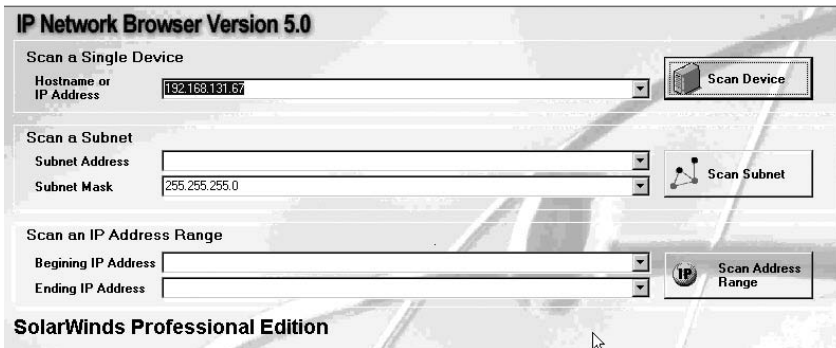 IP Network Browser Version 5.0
Scan a Single Device
Hostname or
IP Address
192.168.131.67
Scan Device
Scan a Subnet
Subnet Address
Subnet Mask
255.255.255.0
Scan Subnet
Scan an IP Address Range
Begining IP Address
Ending IP Address
IP
Scan Address
Range
SolarWinds Professional Edition